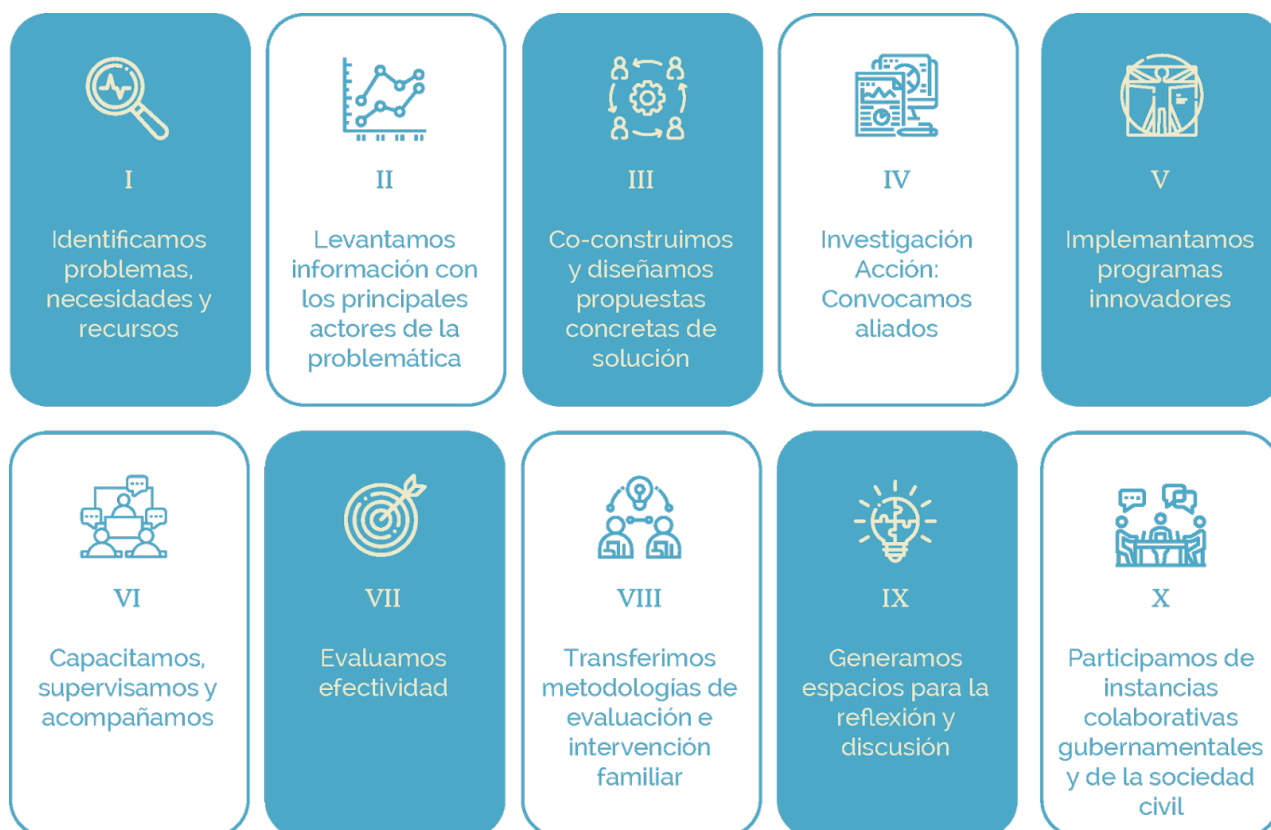 I
Identificamos
problemas,
necesidades y
recursos
II
Levantamos
información con
los principales
actores de la
problemática
III
Co-construimos
y diseñamos
propuestas
concretas de
solución
IV
Investigación
Acción:
Convocamos
aliados
V
Implemantamos
programas
innovadores
VI
Capacitamos,
supervisamos y
acompañamos
VII
Evaluamos
efectividad
VIII
Transferimos
metodologías de
evaluación e
intervención
familiar
IX
Generamos
espacios para la
reflexión y
discusión
X
Participamos de
instancias
colaborativas
gubernamentales
y de la sociedad
civil